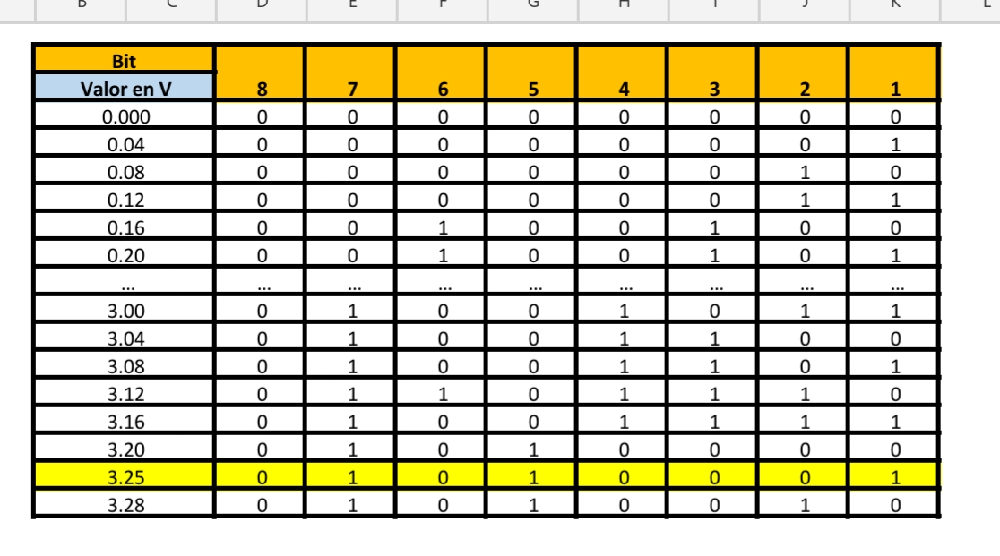 B C D E F G H I J K L
Bit
Valor en V 8 7 6 5 4 3 2 1
0.000 0 0 0 0 0 0 0 0
0.04 0 0 0 0 0 0 0 1
0.08 0 0 0 0 0 0 1 0
0.12 0 0 0 0 0 0 1 1
0.16 0 0 1 0 0 1 0 0
0.20 0 0 1 0 0 1 0 1
... ... ... ... ... ... ... ... ...
3.00 0 1 0 0 1 0 1 1
3.04 0 1 0 0 1 1 0 0
3.08 0 1 0 0 1 1 0 1
3.12 0 1 1 0 1 1 1 0
3.16 0 1 0 0 1 1 1 1
3.20 0 1 0 1 0 0 0 0
3.25 0 1 0 1 0 0 0 1
3.28 0 1 0 1 0 0 1 0